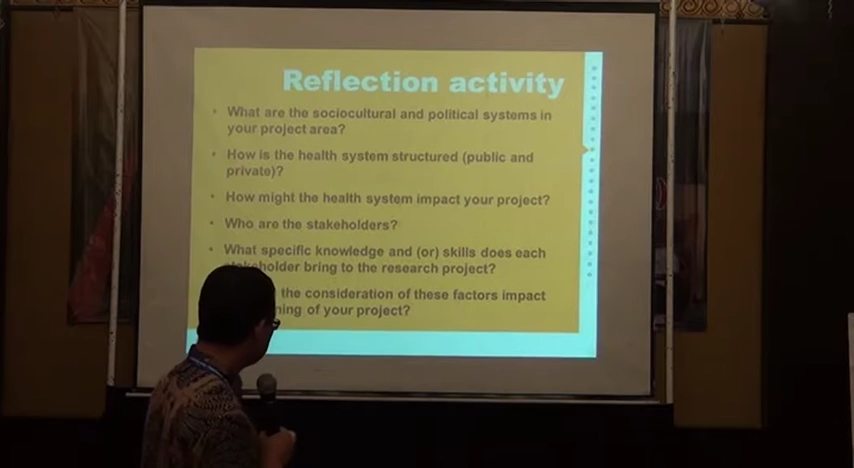 Reflection activity
• What are the sociocultural and political systems in
your project area?
• How is the health system structured (public and
private)?
• How might the health system impact your project?
• Who are the stakeholders?
• What specific knowledge and (or) skills does each
stakeholder bring to the research project?
the consideration of these factors impact
of your project?